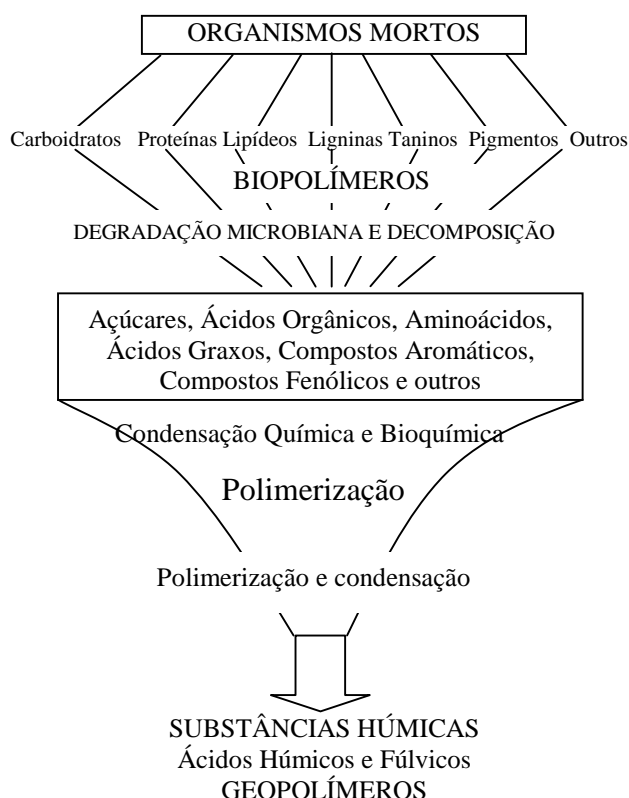 ORGANISMOS MORTOS
Carboidratos Proteínas Lipídeos Ligninas Taninos Pigmentos Outros
BIOPOLÍMEROS
DEGRADAÇÃO MICROBIANA E DECOMPOSIÇÃO
Açúcares, Ácidos Orgânicos, Aminoácidos,
Ácidos Graxos, Compostos Aromáticos,
Compostos Fenólicos e outros
Condensação Química e Bioquímica
Polimerização
Polimerização e condensação
SUBSTÂNCIAS HÚMICAS
Ácidos Húmicos e Fúlvicos
GEOPOLÍMEROS